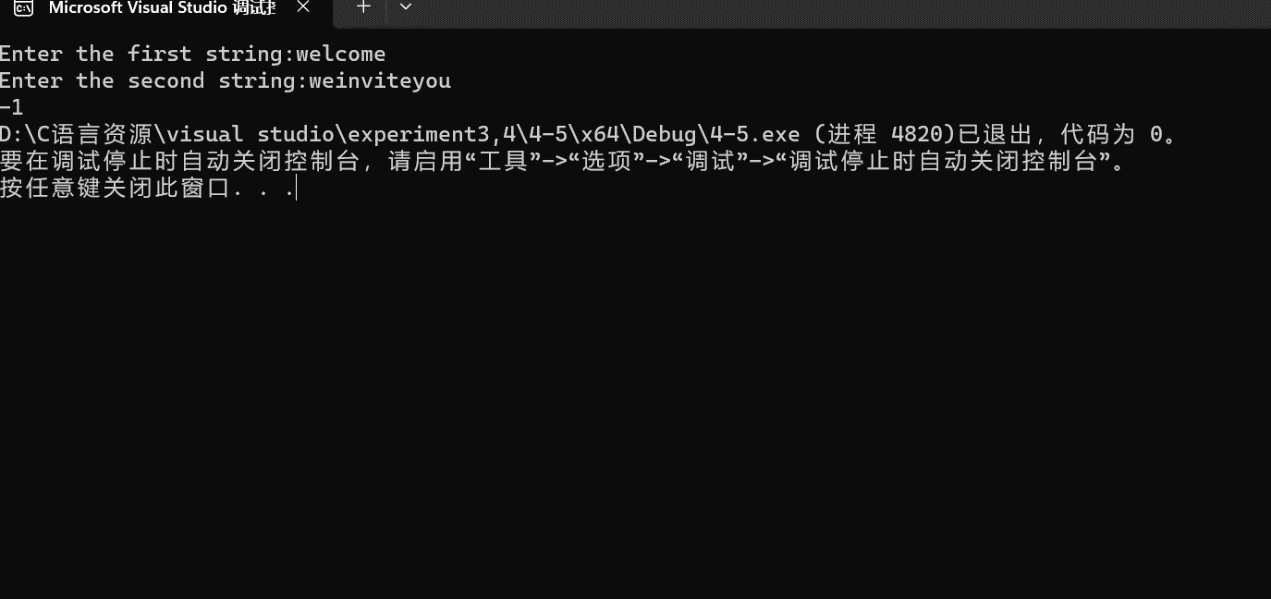 Microsoft Visual Studio 调试
Enter the first string:welcome
Enter the second string:weinviteyou
-1
D:\C语言资源\visual studio\experiment3,4\4-5\x64\Debug\4-5.exe (进程 4820)已退出，代码为 0。
要在调试停止时自动关闭控制台，请启用“工具”->“选项”->“调试”->“调试停止时自动关闭控制台”。
按任意键关闭此窗口. . .